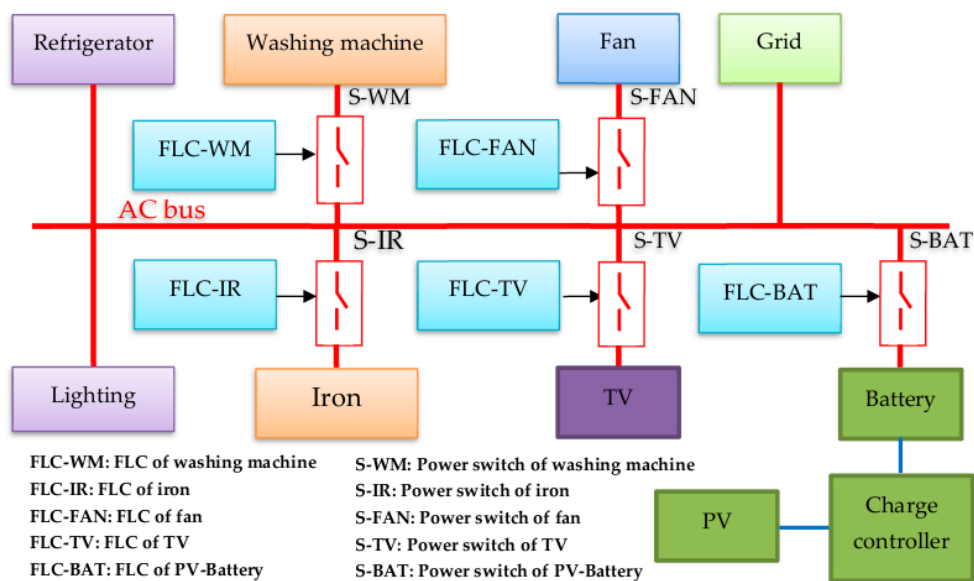 Refrigerator
Washing machine
Fan
Grid
S-WM
S-FAN
FLC-WM
FLC-FAN
AC bus
S-IR
S-TV
S-BAT
FLC-IR
FLC-TV
FLC-BAT
Lighting
Iron
TV
Battery
FLC-WM: FLC of washing machine
FLC-IR: FLC of iron
FLC-FAN: FLC of fan
FLC-TV: FLC of TV
FLC-BAT: FLC of PV-Battery
S-WM: Power switch of washing machine
S-IR: Power switch of iron
S-FAN: Power switch of fan
S-TV: Power switch of TV
S-BAT: Power switch of PV-Battery
PV
Charge
controller